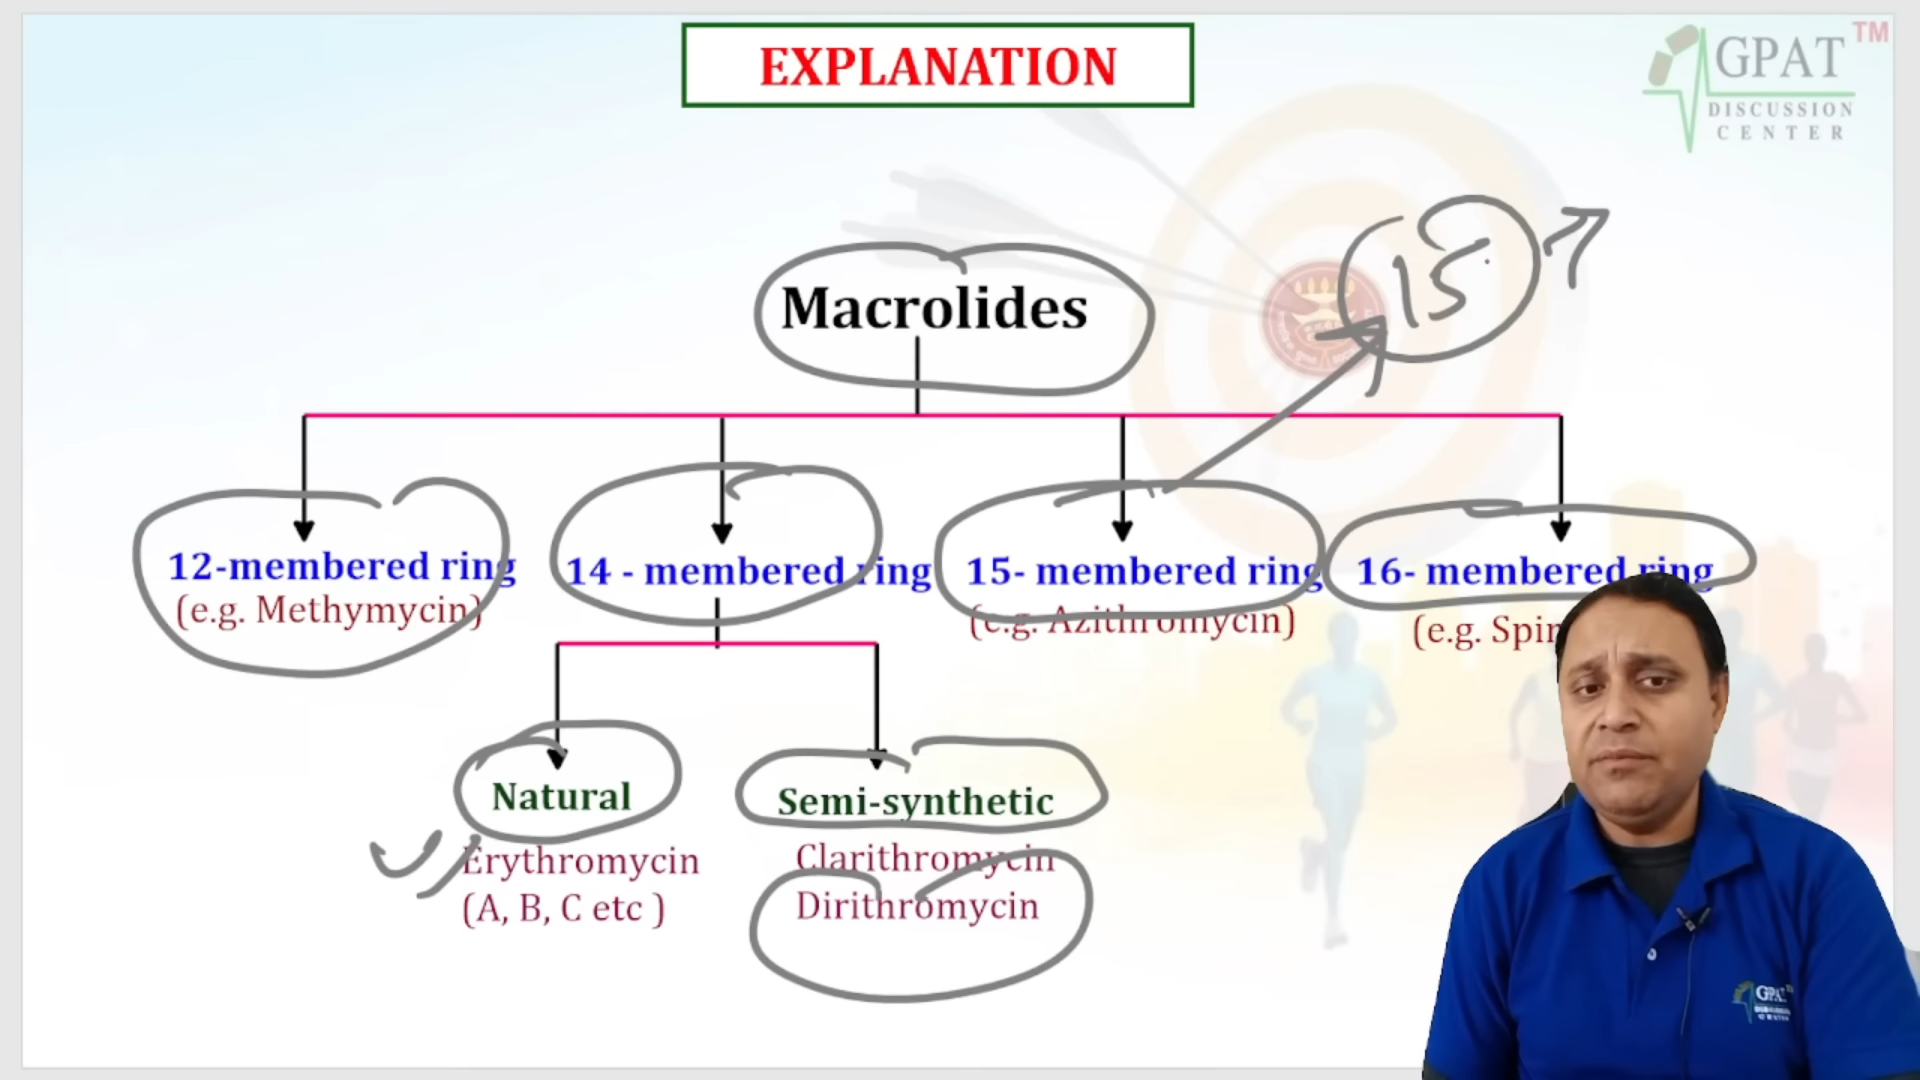 EXPLANATION
GPAT TM
DISCUSSION
CENTER
15
Macrolides
12-membered ring
(e.g. Methymycin)
14 - membered ring
15- membered ring
(e.g. Azithromycin)
16- membered ring
(e.g.
Natural
Erythromycin
(A, B, C etc )
Semi-synthetic
Clarithromycin
Dirithromycin